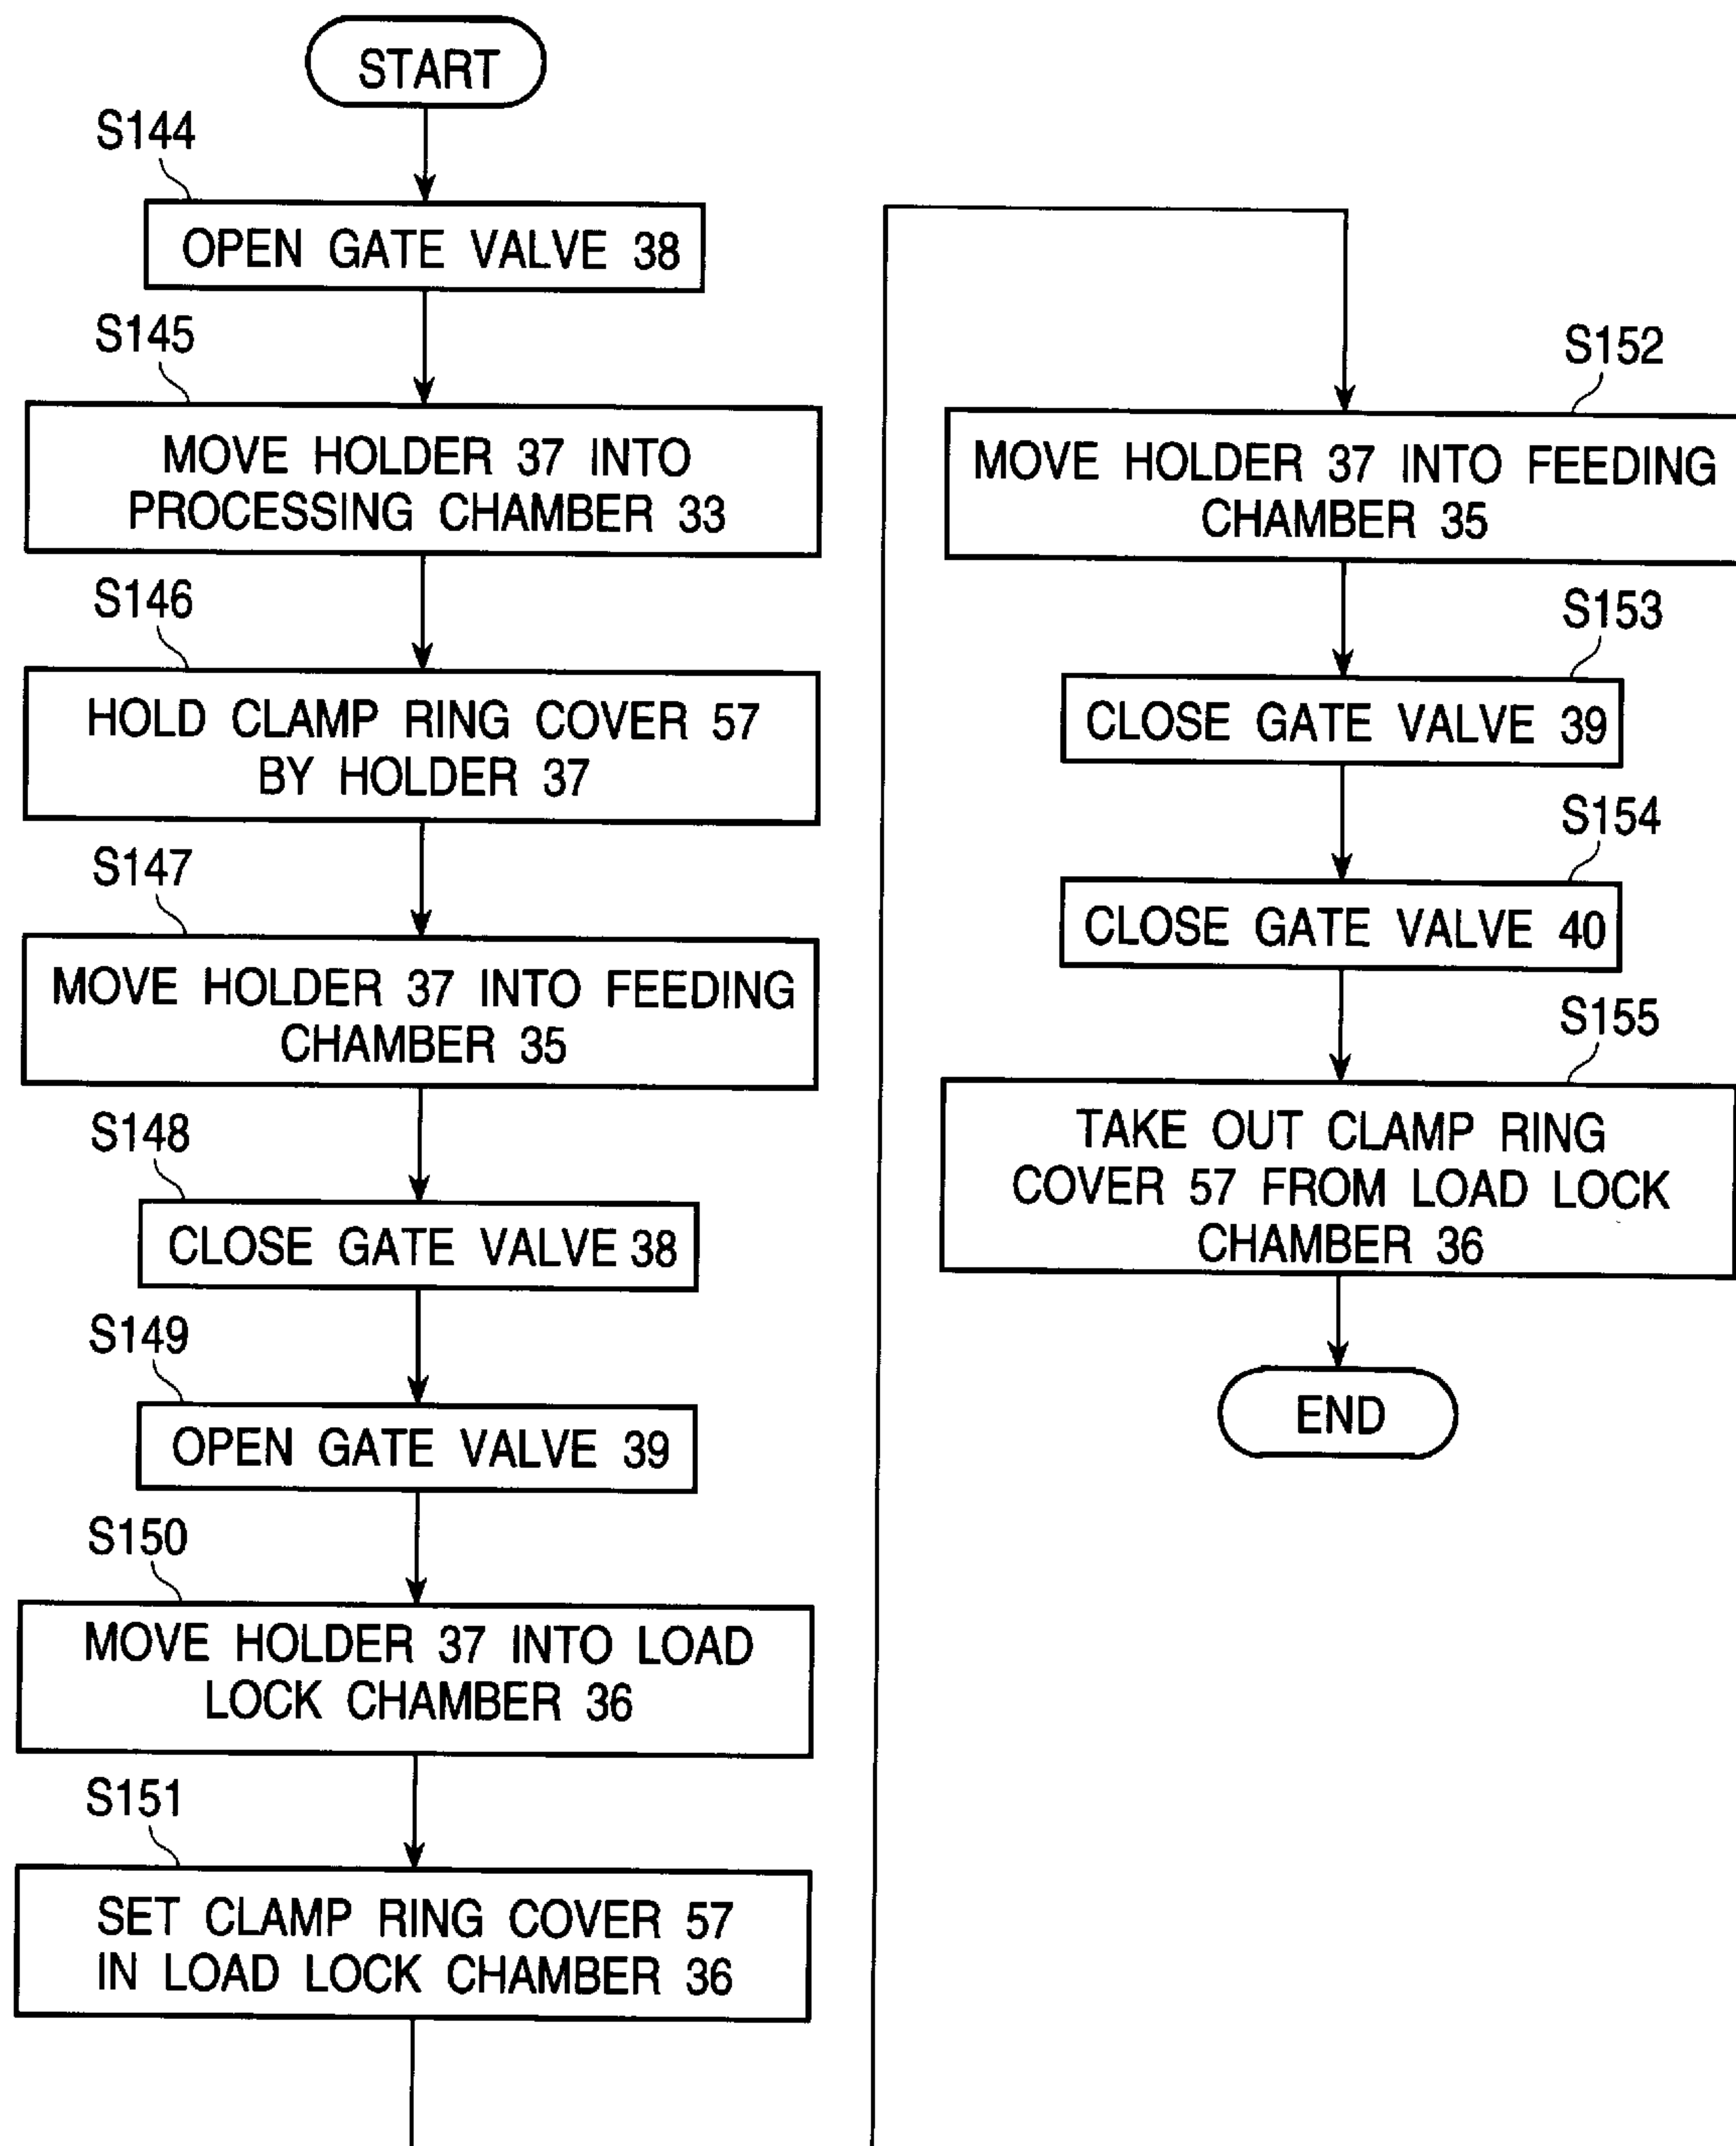 START
S144
OPEN GATE VALVE 38
S145
MOVE HOLDER 37 INTO
PROCESSING CHAMBER 33
S146
HOLD CLAMP RING COVER 57
BY HOLDER 37
S147
MOVE HOLDER 37 INTO FEEDING
CHAMBER 35
S148
CLOSE GATE VALVE 38
S149
OPEN GATE VALVE 39
S150
MOVE HOLDER 37 INTO LOAD
LOCK CHAMBER 36
S151
SET CLAMP RING COVER 57
IN LOAD LOCK CHAMBER 36
S152
MOVE HOLDER 37 INTO FEEDING
CHAMBER 35
S153
CLOSE GATE VALVE 39
S154
CLOSE GATE VALVE 40
S155
TAKE OUT CLAMP RING
COVER 57 FROM LOAD LOCK
CHAMBER 36
END